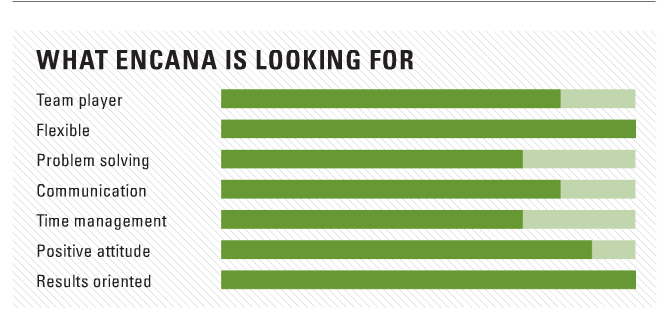 WHAT ENCANA IS LOOKING FOR
Team player
Flexible
Problem solving
Communication
Time management
Positive attitude
Results oriented